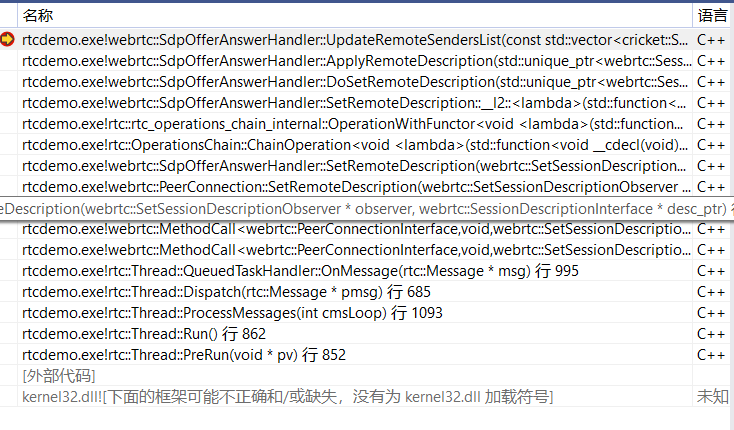 名称 语言
rtcdemo.exe!webrtc::SdpOfferAnswerHandler::UpdateRemoteSendersList(const std::vector<cricket::S... C++
rtcdemo.exe!webrtc::SdpOfferAnswerHandler::ApplyRemoteDescription(std::unique_ptr<webrtc::Sess... C++
rtcdemo.exe!webrtc::SdpOfferAnswerHandler::DoSetRemoteDescription(std::unique_ptr<webrtc::Sess... C++
rtcdemo.exe!webrtc::SdpOfferAnswerHandler::SetRemoteDescription::__l2::<lambda>(std::function<... C++
rtcdemo.exe!rtc::rtc_operations_chain_internal::OperationWithFunctor<void <lambda>(std::function... C++
rtcdemo.exe!rtc::OperationsChain::ChainOperation<void <lambda>(std::function<void __cdecl(void)... C++
rtcdemo.exe!webrtc::SdpOfferAnswerHandler::SetRemoteDescription(webrtc::SetSessionDescription... C++
rtcdemo.exe!webrtc::PeerConnection::SetRemoteDescription(webrtc::SetSessionDescriptionObserver ... C++
eDescription(webrtc::SetSessionDescriptionObserver * observer, webrtc::SessionDescriptionInterface * desc_ptr)
rtcdemo.exe!webrtc::MethodCall<webrtc::PeerConnectionInterface,void,webrtc::SetSessionDescriptio... C++
rtcdemo.exe!webrtc::MethodCall<webrtc::PeerConnectionInterface,void,webrtc::SetSessionDescriptio... C++
rtcdemo.exe!rtc::Thread::QueuedTaskHandler::OnMessage(rtc::Message * msg) 行 995 C++
rtcdemo.exe!rtc::Thread::Dispatch(rtc::Message * pmsg) 行 685 C++
rtcdemo.exe!rtc::Thread::ProcessMessages(int cmsLoop) 行 1093 C++
rtcdemo.exe!rtc::Thread::Run() 行 862 C++
rtcdemo.exe!rtc::Thread::PreRun(void * pv) 行 852 C++
[外部代码]
kernel32.dll![下面的框架可能不正确和/或缺失，没有为 kernel32.dll 加载符号] 未知